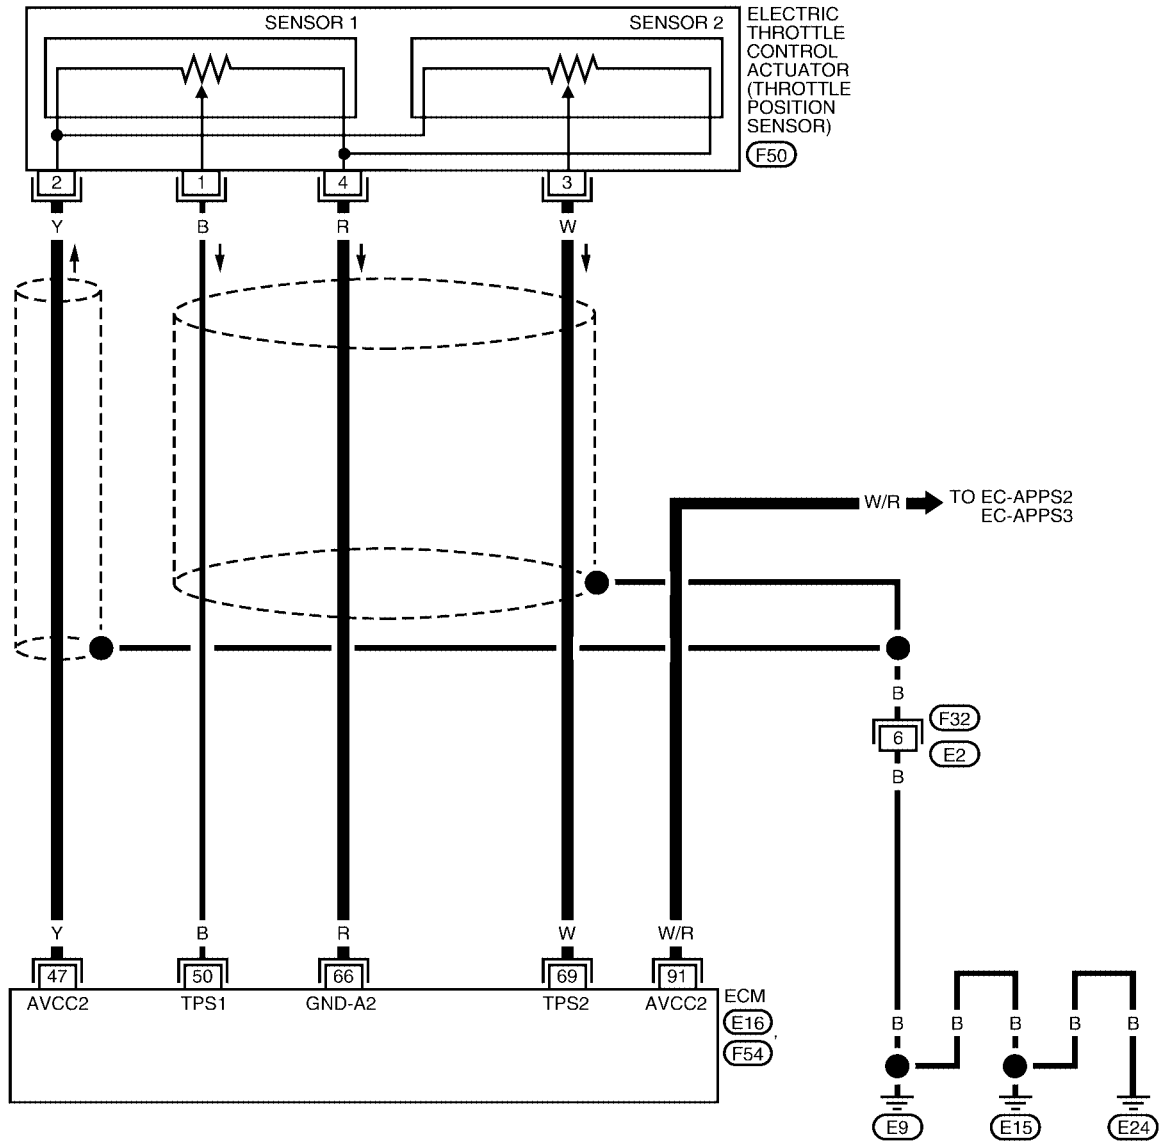 SENSOR 1
SENSOR 2
ELECTRIC
THROTTLE
CONTROL
ACTUATOR
(THROTTLE
POSITION
SENSOR)
F50
2 1 4 3
Y B R W
W/R
TO EC-APPS2
EC-APPS3
B
F32
6
E2
B
Y B R W W/R
47 50 66 69 91
AVCC2 TPS1 GND-A2 TPS2 AVCC2
ECM
E16 ,
F54
B B B B B
E9 E15 E24